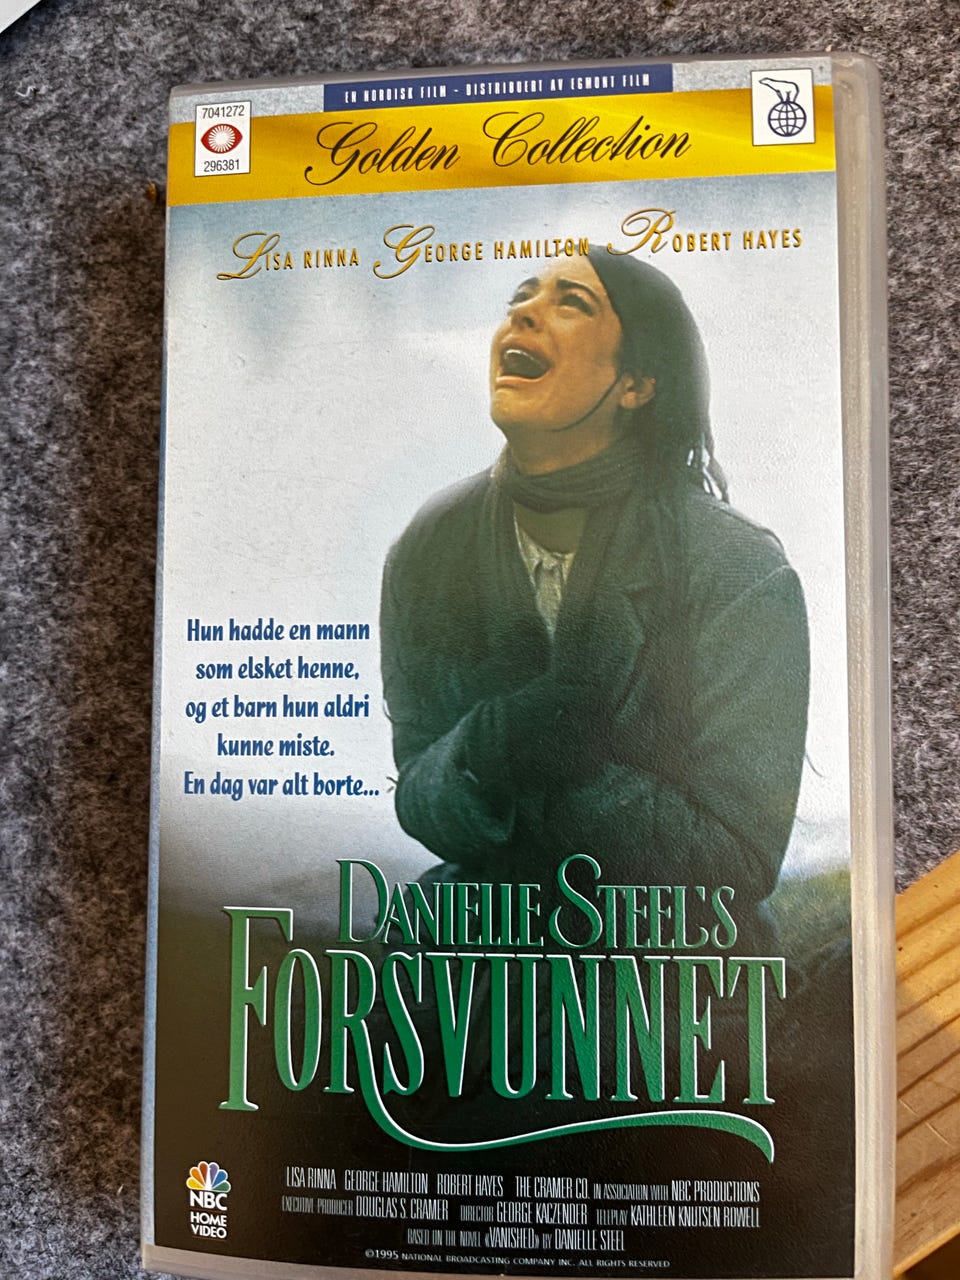 EN NORDISK FILM - DISTRIBUERT AV EGMONT FILM
7041272
296381
Golden Collection
LISA RINNA GEORGE HAMILTON ROBERT HAYES
Hun hadde en mann
som elsket henne,
og et barn hun aldri
kunne miste.
En dag var alt borte...
DANIELLE STEEL'S
FORSVUNNET
NBC
HOME
VIDEO
LISA RINNA GEORGE HAMILTON ROBERT HAYES THE CRAMER CO. IN ASSOCIATION WITH NBC PRODUCTIONS
EXECUTIVE PRODUCER DOUGLAS S. CRAMER DIRECTOR GEORGE KACZENDER TELEPLAY KATHLEEN KNUTSEN ROWELL
BASED ON THE NOVEL «VANISHED» BY DANIELLE STEEL
©1995 NATIONAL BROADCASTING COMPANY INC. ALL RIGHTS RESERVED